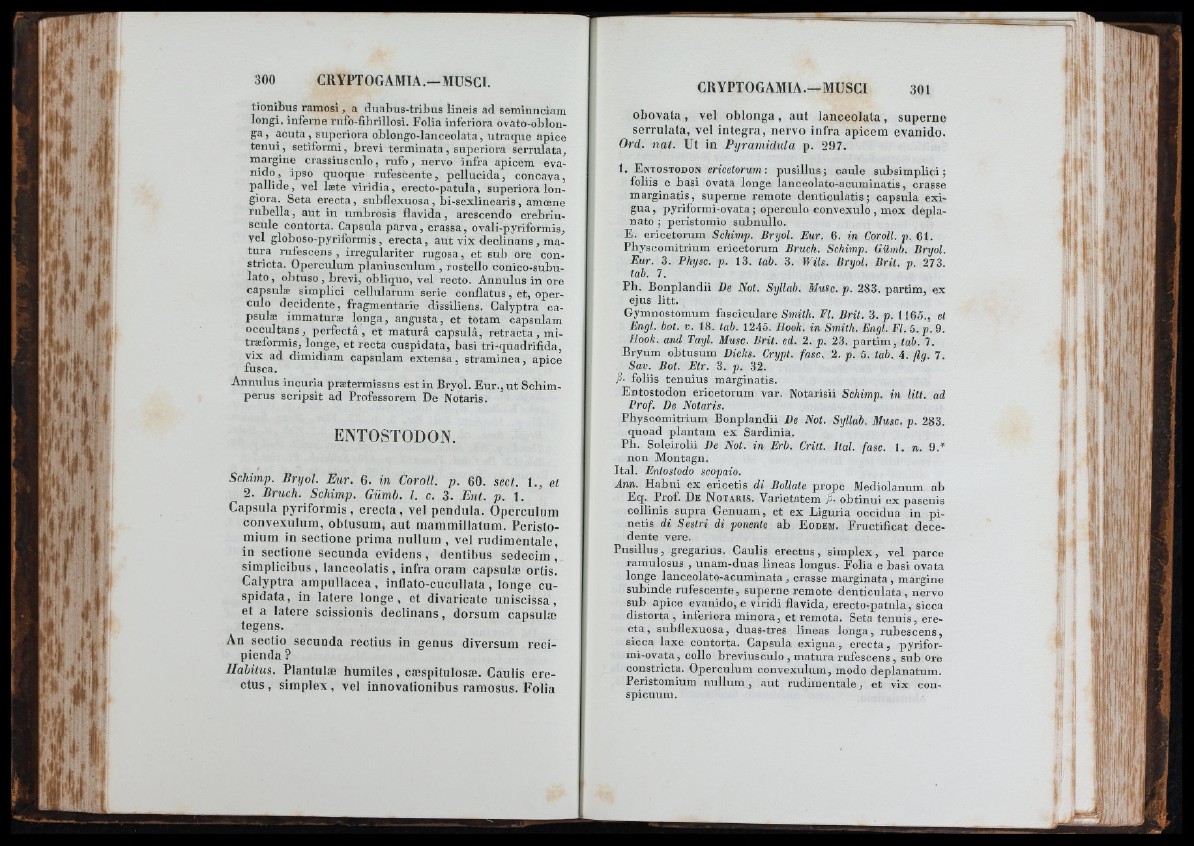 300 CRYPTOGAMIA.—MUSCI.
tionibus ramosi, a duabus-tribus lineis ad semiunciam
longi, inferne rufo-fibrillosi. Folia inferiora ovato-oblon-
ga, acuta, superiora oblongo-lanceolata, utraque apice
tenui, setiformi, brevi terminata, superiora serrulata,
margine crassiusculo, rufo, nervo infra apicem eva-
nido, ipso quoque rufescente, pellucida, concava,
pallide, vel læte viridia, erecto-patula, superiora lon-
giora. Seta erecta, subflexuosa, bi-sexlinearis, amœne
rubella, aut in umbrosis flavida, arescendo crebriu-
scule contorta. Capsula parva, crassa, ovali-pyriformis,
vel globoso-pyriformis, erecta, aut vix declinans, ma-
tura rufescens, irregulariter rugosa, et sub ore con-
stricta. Operculum planiusculum, rostello conico-subu-
lato, obtuso, brevi, obliquo, vel recto. Annulus in ore
capsulæ simplici cellularum serie conflatus, et, oper-
culo decidente, fragmentarie dissiliens. Calyptra ca-
psulæ immaturæ longa, angusta, et totam capsulam
occultans, perfectâ, et maturâ capsulâ, retracta, mi-
træformis, longe, et recta cuspidata, basi tri-quadrifida,
vix ad dimidiam capsulam extensa, straminea, apice
fusca.
Annulus incuria prætermissus est in Bryol. Eur., ut Schim-
perus scripsit ad Professorem De Notaris.
ENTOSTODON.
Schimp. Bryol. Eur. 6. in Coroll. p. 60. sect. 1., et
2. Bruch. Schimp. Gümb. l. c. 3. Ent. p. 1.
Capsula pyriformis, erecta, vel pendula. Operculum
convexulum, obtusum, aut mammillatum. Peristo-
mium in sectione prima nullum, vel rudimentale,
in sectione secunda evidens, dentibus sedecim,
simplicibus, lanceolatis, infra oram capsulæ ortis.
Calyptra ampullacea, inflato-cucullata, longe cu-
spidata, in latere longe, et divaricate uniscissa,
et a latere scissionis declinans, dorsum capsulæ
tegens.
An sectio secunda rectius in genus diversum reci-
pienda?
Habitus. Plantulæ humiles, cæspitulosæ. Caulis ere-
ctus, simplex, vel innovationibus ramosus. Folia
CRYPTOGAMIA.—MUSCI 301
obovata, vel oblonga, aut lanceolata, superne
serrulata, vel integra, nervo infra apicem evanido.
Ord. nat. Ut in Pyramidula p. 297.
1. ENTOSTODON ericetorum: pusillus; caule subsimplici;
foliis e basi ovata longe lanceolato-acuminatis, crasse
marginatis, superne remote denticulatis; capsula exi-
gua, pyriformi-ovata; operculo convexulo, mox depla-
nato; peristomio subnullo.
E. ericetorum Schimp. Bryol. Eur. 6. in Coroll. p. 61.
Physcomitrium ericetorum Bruch. Schimp. Gümb. Bryol.
Eur. 3. Physc. p. 13. tab. 3. Wils. Bryol. Brit. p. 273.
tab. 7.
Ph. Bonplandii De Not. Syllab. Musc. p. 283. partim, ex
ejus litt.
Gymnostomum fasciculare Smith. Fl. Brit. 3. p. 1165., et
Engl. bot. v. 18. tab. 1245. Hook. in Smith. Engl. Fl. 5. p. 9.
Hook. and Tayl. Musc. Brit. ed. 2. p. 23. partim, tab. 7.
Bryum obtusum Dicks. Crypt. fasc. 2. p. 5. tab. 4. fig. 7.
Sav. Bot. Etr. 3. p. 32.
β. foliis tenuius marginatis.
Entostodon ericetorum var. Notarisii Schimp. in litt. ad
Prof. De Notaris.
Physcomitrium Bonplandii De Not. Syllab. Musc. p. 283.
quoad plantam ex Sardinia.
Ph. Soleirolii De Not. in Erb. Critt. Ital. fasc. 1. n. 9.*
non Montagn.
Ital. Entostodo scopaio.
Ann. Habui ex ericetis di Bollate prope Mediolanum ab
Eq. Prof. DE NOTARIS. Varietatem β. obtinui ex pascuis
collinis supra Genuam, et ex Liguria occidua in pi-
netis di Sestri di ponente ab EODEM. Fructificat dece-
dente vere.
Pusillus, gregarius. Caulis erectus, simplex, vel parce
ramulosus, unam-duas lineas longus. Folia e basi ovata
longe lanceolato-acuminata, crasse marginata, margine
subinde rufescente, superne remote denticulata, nervo
sub apice evanido, e viridi flavida, erecto-patula, sicca
distorta, inferiora minora, et remota. Seta tenuis, ere-
cta, subflexuosa, duas-tres lineas longa, rubescens,
sicca laxe contorta. Capsula exigua, erecta, pyrifor-
mi-ovata, collo breviusculo, matura rufescens, sub ore
constricta. Operculum convexulum, modo deplanatum.
Peristomium nullum, aut rudimentale, et vix con-
spicuum.